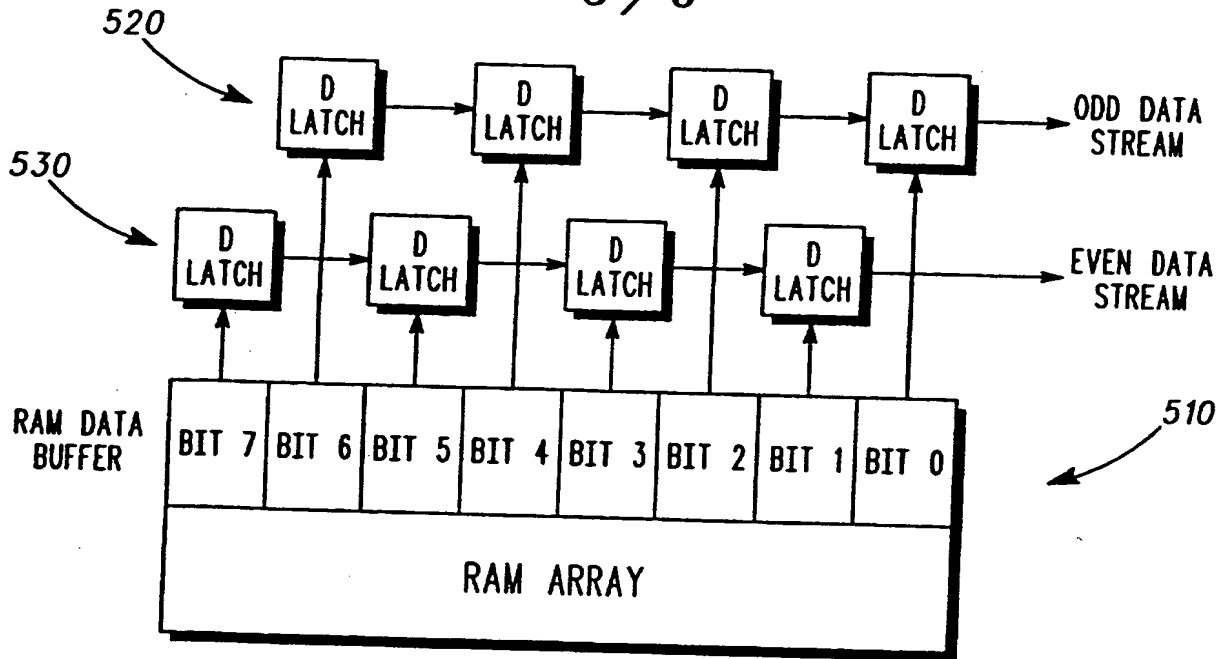 520
D LATCH
D LATCH
D LATCH
D LATCH
ODD DATA STREAM
530
D LATCH
D LATCH
D LATCH
D LATCH
EVEN DATA STREAM
RAM DATA BUFFER
BIT 7
BIT 6
BIT 5
BIT 4
BIT 3
BIT 2
BIT 1
BIT 0
510
RAM ARRAY